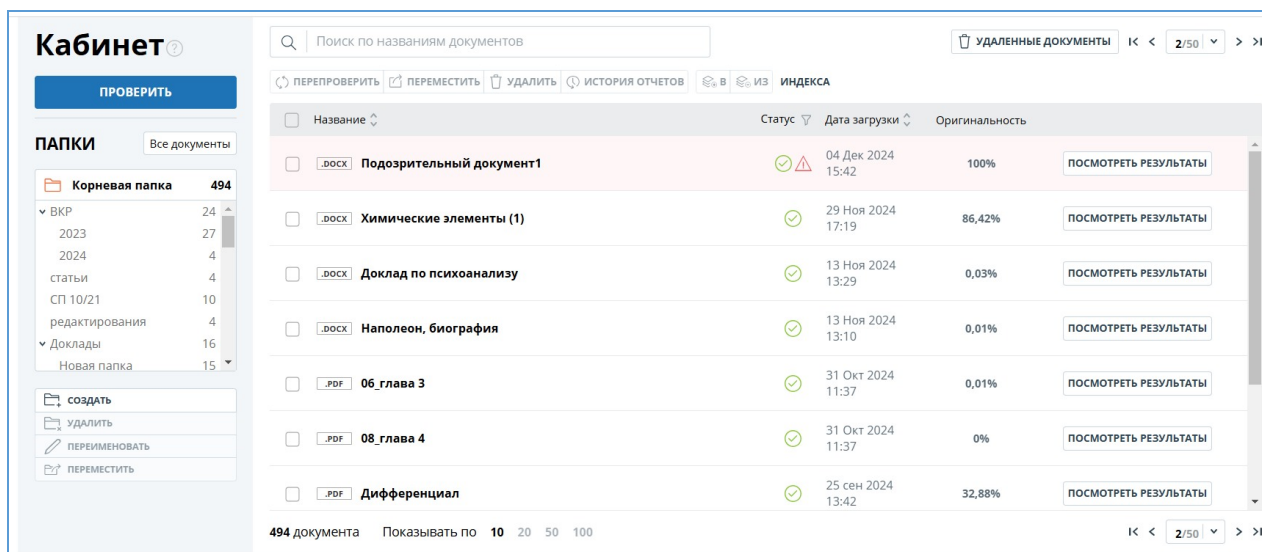 Кабинет
ПРОВЕРИТЬ
ПАПКИ Все документы
Корневая папка 494
ВКР 24
2023 27
2024 4
статьи 4
СП 10/21 10
редактирования 4
Доклады 16
Новая папка 15
СОЗДАТЬ
УДАЛИТЬ
ПЕРЕИМЕНОВАТЬ
ПЕРЕМЕСТИТЬ
Поиск по названиям документов
УДАЛЕННЫЕ ДОКУМЕНТЫ 2/50
ПЕРЕПРОВЕРИТЬ ПЕРЕМЕСТИТЬ УДАЛИТЬ ИСТОРИЯ ОТЧЕТОВ В ИЗ ИНДЕКСА
Название Статус Дата загрузки Оригинальность
.DOCX Подозрительный документ1 04 Дек 2024 15:42 100% ПОСМОТРЕТЬ РЕЗУЛЬТАТЫ
.DOCX Химические элементы (1) 29 Ноя 2024 17:19 86,42% ПОСМОТРЕТЬ РЕЗУЛЬТАТЫ
.DOCX Доклад по психоанализу 13 Ноя 2024 13:29 0,03% ПОСМОТРЕТЬ РЕЗУЛЬТАТЫ
.DOCX Наполеон, биография 13 Ноя 2024 13:10 0,01% ПОСМОТРЕТЬ РЕЗУЛЬТАТЫ
.PDF 06_глава 3 31 Окт 2024 11:37 0,01% ПОСМОТРЕТЬ РЕЗУЛЬТАТЫ
.PDF 08_глава 4 31 Окт 2024 11:37 0% ПОСМОТРЕТЬ РЕЗУЛЬТАТЫ
.PDF Дифференциал 25 сен 2024 13:42 32,88% ПОСМОТРЕТЬ РЕЗУЛЬТАТЫ
494 документа Показывать по 10 20 50 100 2/50